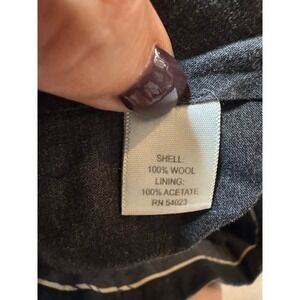 SHELL:
100% WOOL
LINING:
100% ACETATE
RN 54023